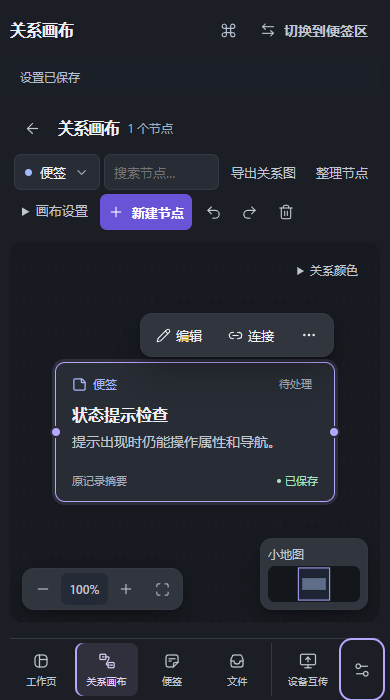 关系画布
切换到便签区
设置已保存
关系画布 1 个节点
便签
搜索节点...
导出关系图
整理节点
画布设置
新建节点
关系颜色
编辑
连接
便签
待处理
状态提示检查
提示出现时仍能操作属性和导航。
原记录摘要
已保存
小地图
100%
工作页
关系画布
便签
文件
设备互传